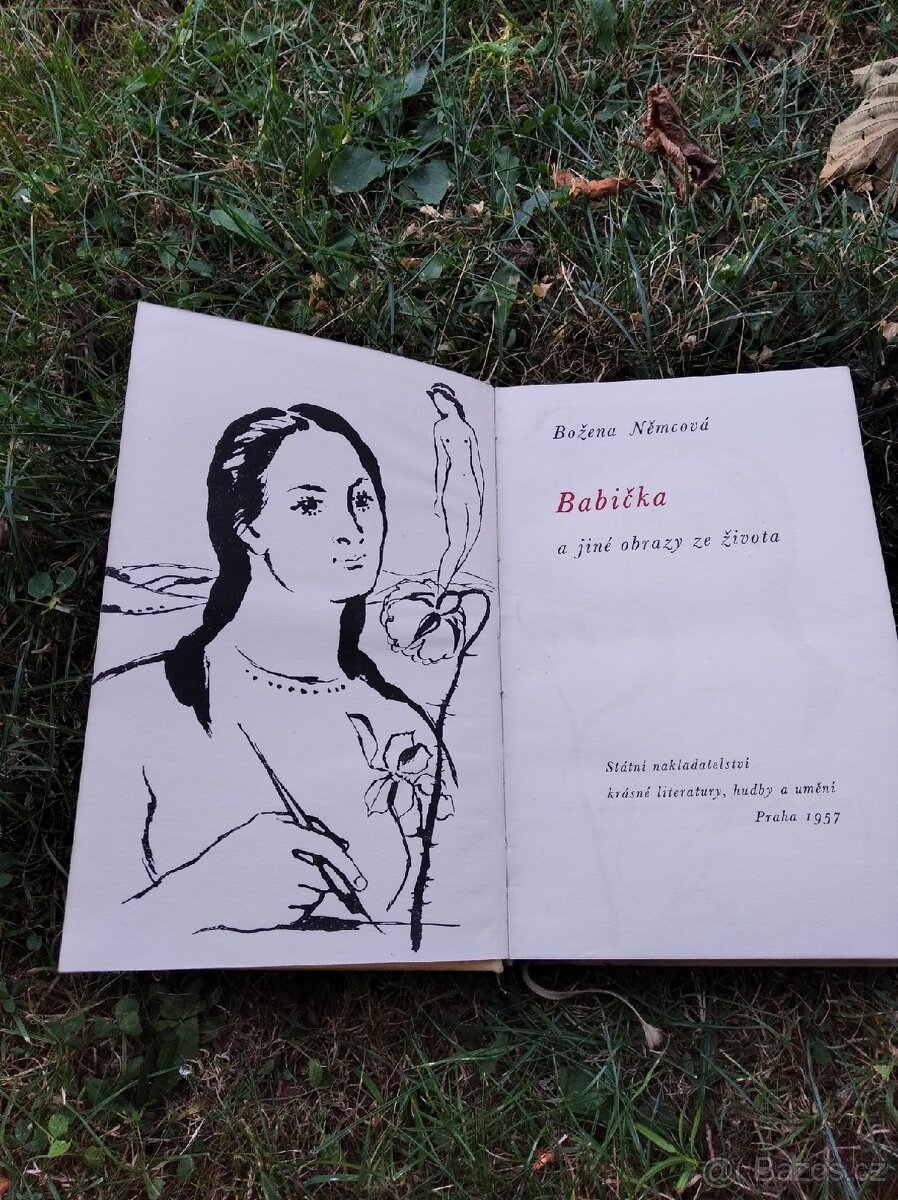 Božena Němcová
Babička
a jiné obrazy ze života
Státní nakladatelství
krásné literatury, hudby a umění
Praha 1957
@ Bazos.cz